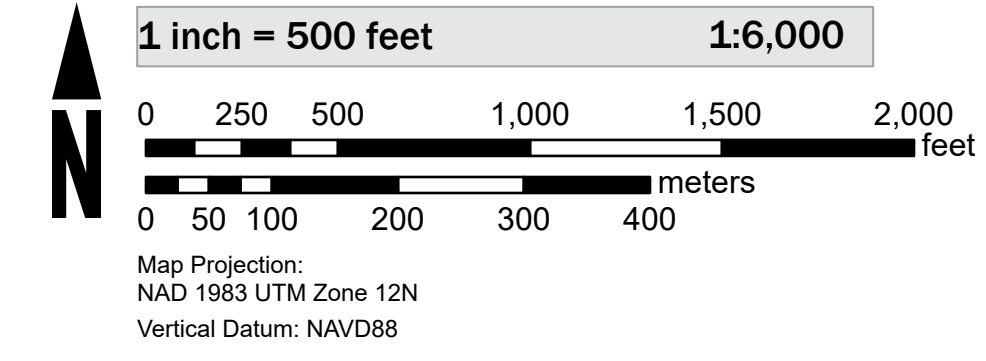 N
1 inch = 500 feet 1:6,000
0 250 500 1,000 1,500 2,000
feet
meters
0 50 100 200 300 400
Map Projection:
NAD 1983 UTM Zone 12N
Vertical Datum: NAVD88